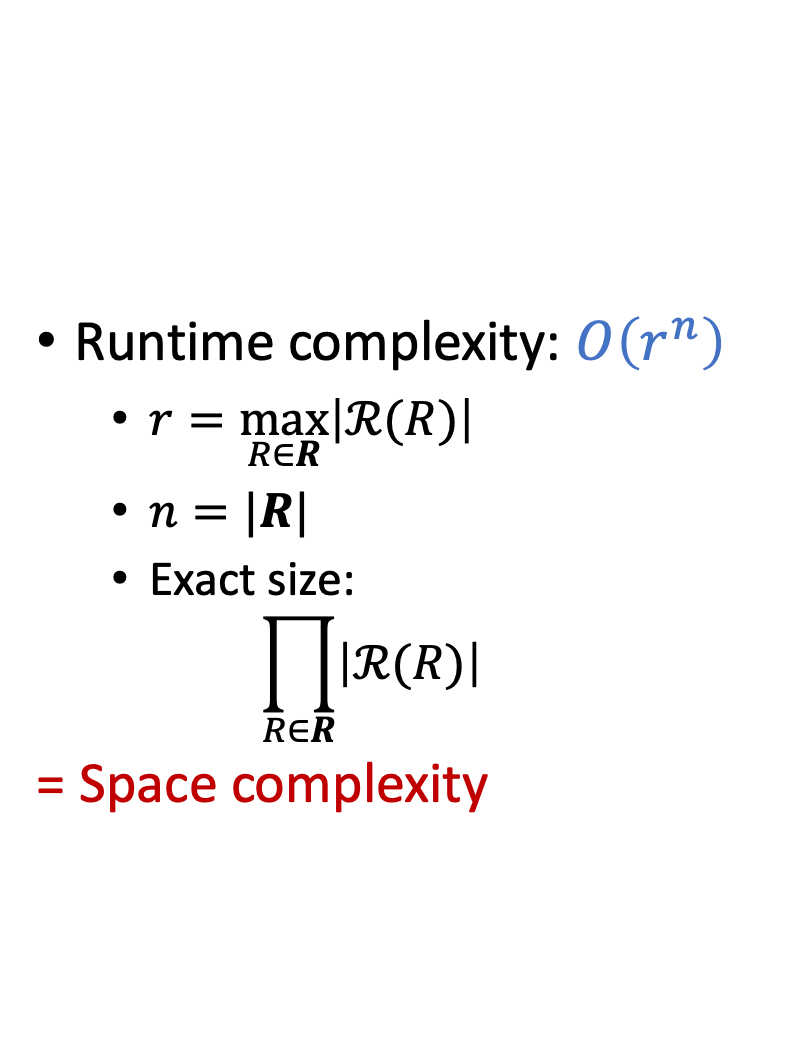 • Runtime complexity: 𝑂(𝑟ⁿ)
• 𝑟 = max|ℛ(𝑅)|
𝑅∈𝑹
• 𝑛 = |𝑹|
• Exact size:
∏|ℛ(𝑅)|
𝑅∈𝑹
= Space complexity